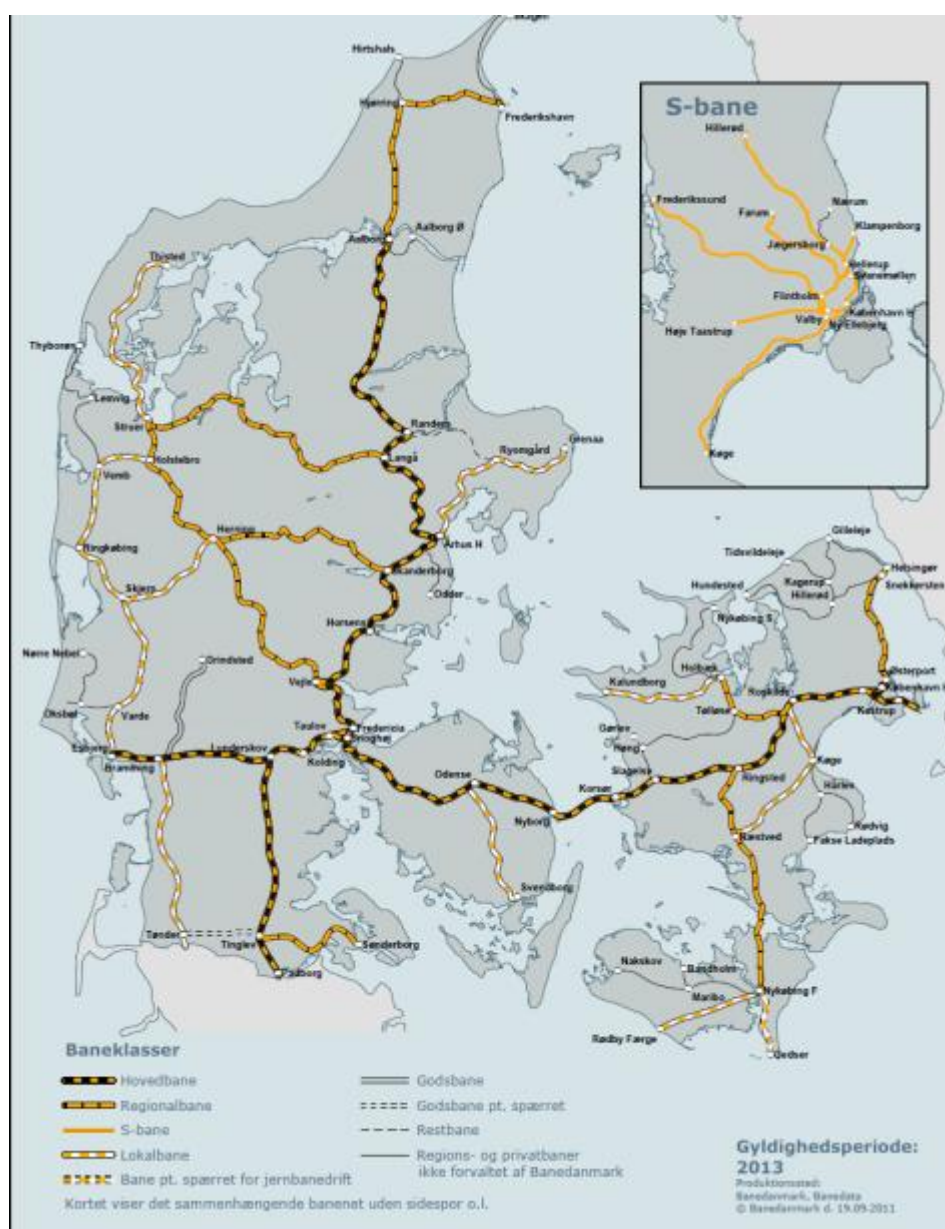 Skagen
Hirtshals
Hjørring
Frederikshavn
Aalborg
Aalborg Ø
Thisted
Thyborøn
Lemvig
Struer
Randers
Langå
Ryomgård
Grenaa
Vemb
Holstebro
Herning
Århus H
Ringkøbing
Skanderborg
Skjern
Odder
Horsens
Nørre Nebel
Grindsted
Vejle
Oksbøl
Varde
Taulov
Fredericia
Snoghøj
Esbjerg
Lunderskov
Bramming
Kolding
Odense
Nyborg
Svendborg
Tønder
Tinglev
Sønderborg
Padborg
S-bane
Hillerød
Frederikssund
Farum
Nærum
Klampenborg
Jægersborg
Hellerup
Svanemøllen
Flintholm
København H
Valby
Ny Ellebjerg
Høje Taastrup
Køge
Gilleleje
Tidsvildeleje
Helsingør
Hundested
Kagerup
Snekkersten
Hillerød
Nykøbing S
Holbæk
Østerport
Kalundborg
Roskilde
København H
Tølløse
Kastrup
Gørlev
Høng
Slagelse
Køge
Korsør
Ringsted
Hårlev
Næstved
Rødvig
Fakse Ladeplads
Nakskov
Bandholm
Maribo
Nykøbing F
Rødby Færge
Gedser
Baneklasser
Hovedbane
Regionalbane
S-bane
Lokalbane
Bane pt. spærret for jernbanedrift
Godsbane
Godsbane pt. spærret
Restbane
Regions- og privatbaner
ikke forvaltet af Banedanmark
Kortet viser det sammenhængende banenet uden sidespor o.l.
Gyldighedsperiode:
2013
Produktionssted:
Banedanmark, Banedata
© Banedanmark d. 19.09.2011